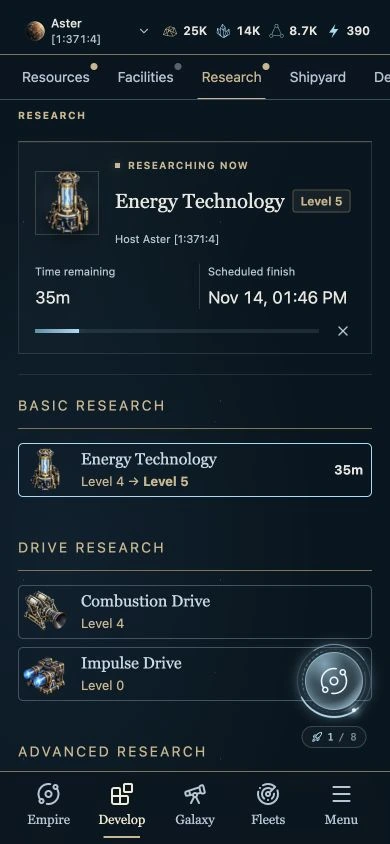 Aster
[1:371:4]
25K
14K
8.7K
390
Resources
Facilities
Research
Shipyard
De
RESEARCH
RESEARCHING NOW
Energy Technology
Level 5
Host Aster [1:371:4]
Time remaining
35m
Scheduled finish
Nov 14, 01:46 PM
BASIC RESEARCH
Energy Technology
Level 4 → Level 5
35m
DRIVE RESEARCH
Combustion Drive
Level 4
Impulse Drive
Level 0
1 / 8
ADVANCED RESEARCH
Empire
Develop
Galaxy
Fleets
Menu